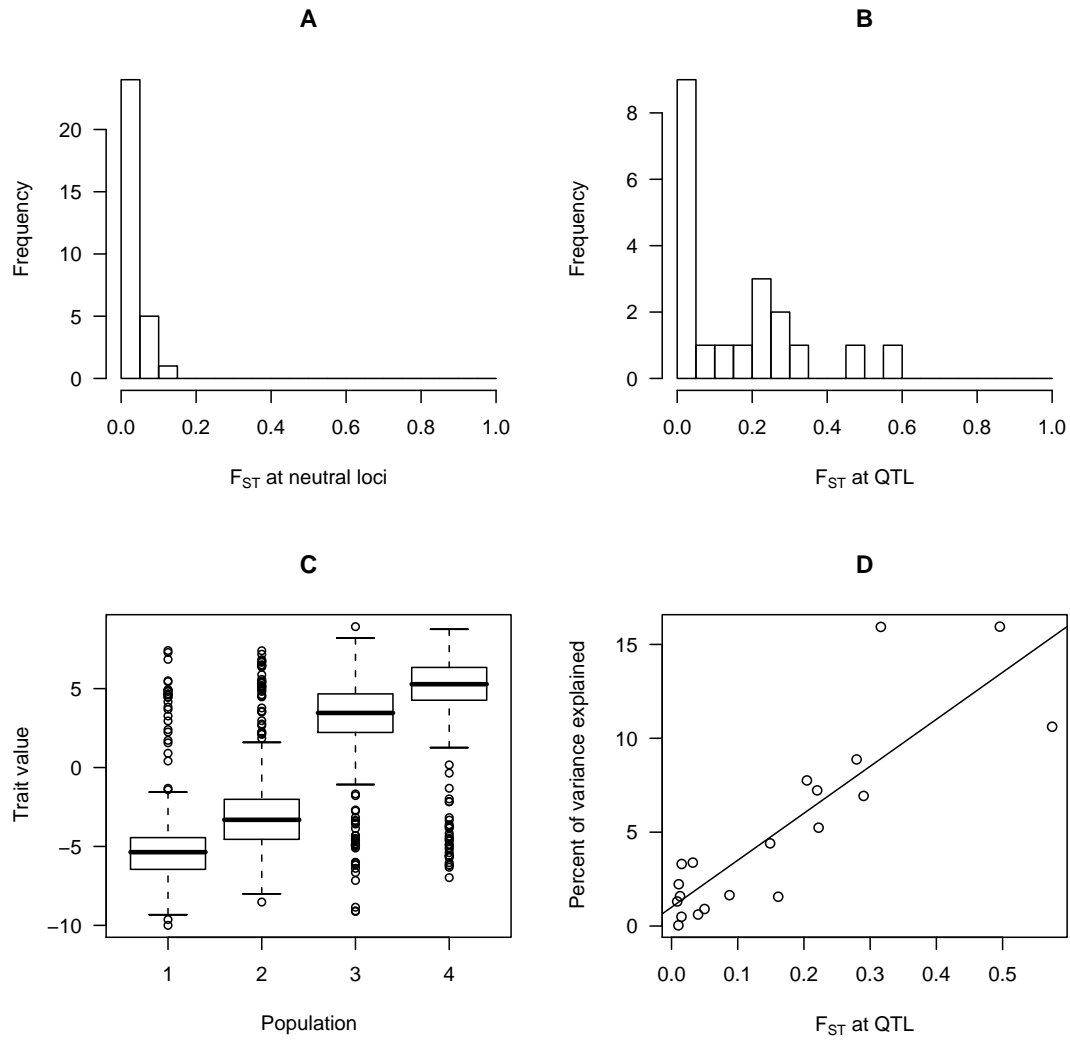 A
Frequency
0
5
10
15
20
0.0 0.2 0.4 0.6 0.8 1.0
F_ST at neutral loci
B
Frequency
0
2
4
6
8
0.0 0.2 0.4 0.6 0.8 1.0
F_ST at QTL
C
Trait value
−10
−5
0
5
1 2 3 4
Population
D
Percent of variance explained
0
5
10
15
0.0 0.1 0.2 0.3 0.4 0.5
F_ST at QTL